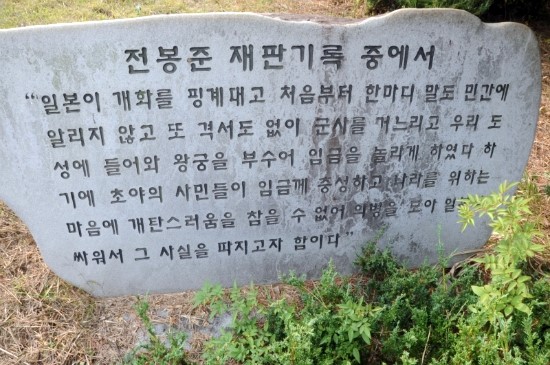 전봉준 재판기록 중에서
“일본이 개화를 핑계대고 처음부터 한마디 말도 민간에
알리지 않고 또 격서도 없이 군사를 거느리고 우리 도
성에 들어와 왕궁을 부수어 임금을 놀라게 하였다 하
기에 초야의 사민들이 임금께 충성하고 나라를 위하는
마음에 개탄스러움을 참을 수 없어 의병을 모아
싸워서 그 사실을 따지고자 함이다”